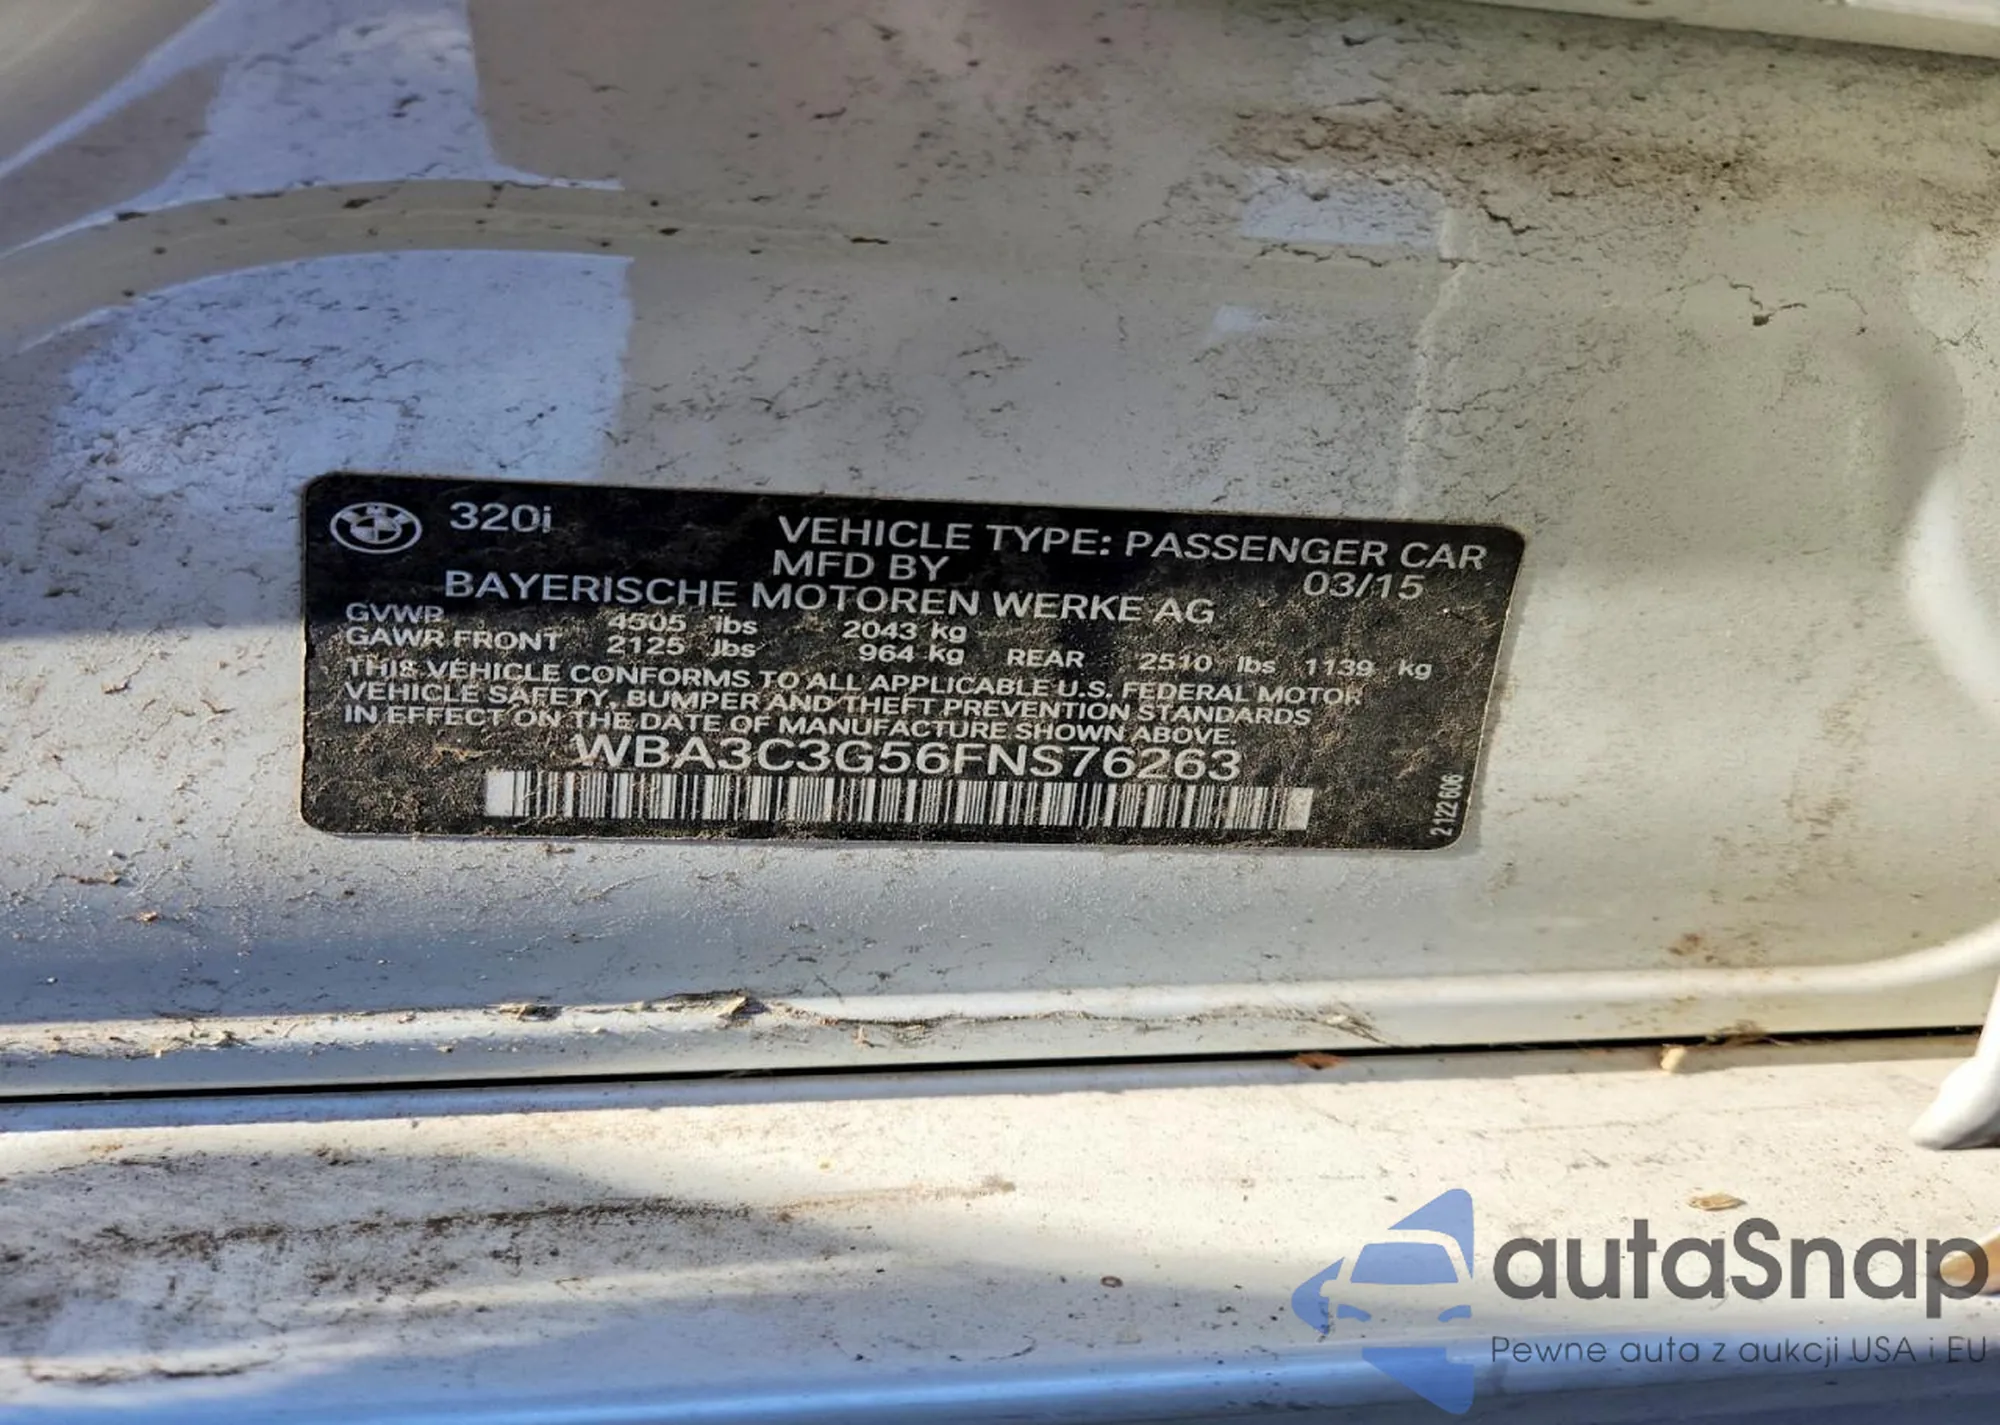 320i
VEHICLE TYPE: PASSENGER CAR
MFD BY 03/15
BAYERISCHE MOTOREN WERKE AG
GVWR 4505 lbs 2043 kg
GAWR FRONT 2125 lbs 964 kg REAR 2510 lbs 1139 kg
THIS VEHICLE CONFORMS TO ALL APPLICABLE U.S. FEDERAL MOTOR
VEHICLE SAFETY, BUMPER AND THEFT PREVENTION STANDARDS
IN EFFECT ON THE DATE OF MANUFACTURE SHOWN ABOVE.
WBA3C3G56FNS76263
2 122 606
autaSnap
Pewne auta z aukcji USA i EU